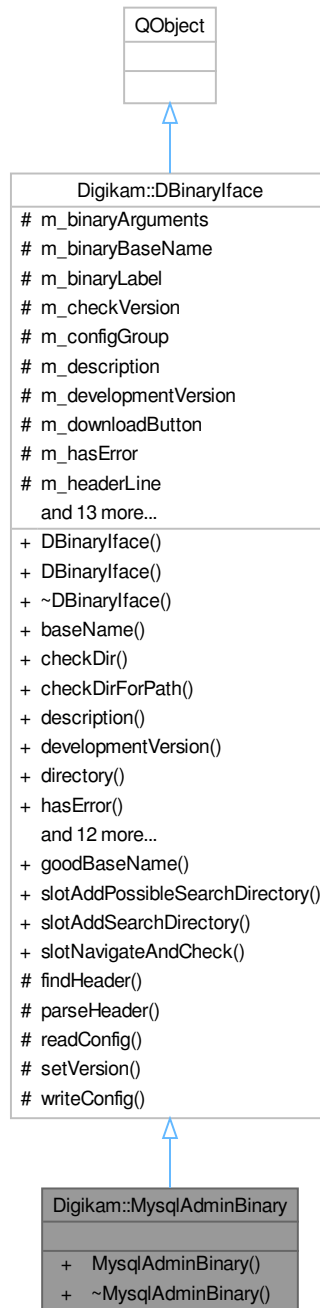 QObject
Digikam::DBinaryIface
# m_binaryArguments
# m_binaryBaseName
# m_binaryLabel
# m_checkVersion
# m_configGroup
# m_description
# m_developmentVersion
# m_downloadButton
# m_hasError
# m_headerLine
and 13 more...
+ DBinaryIface()
+ DBinaryIface()
+ ~DBinaryIface()
+ baseName()
+ checkDir()
+ checkDirForPath()
+ description()
+ developmentVersion()
+ directory()
+ hasError()
and 12 more...
+ goodBaseName()
+ slotAddPossibleSearchDirectory()
+ slotAddSearchDirectory()
+ slotNavigateAndCheck()
# findHeader()
# parseHeader()
# readConfig()
# setVersion()
# writeConfig()
Digikam::MysqlAdminBinary
+ MysqlAdminBinary()
+ ~MysqlAdminBinary()